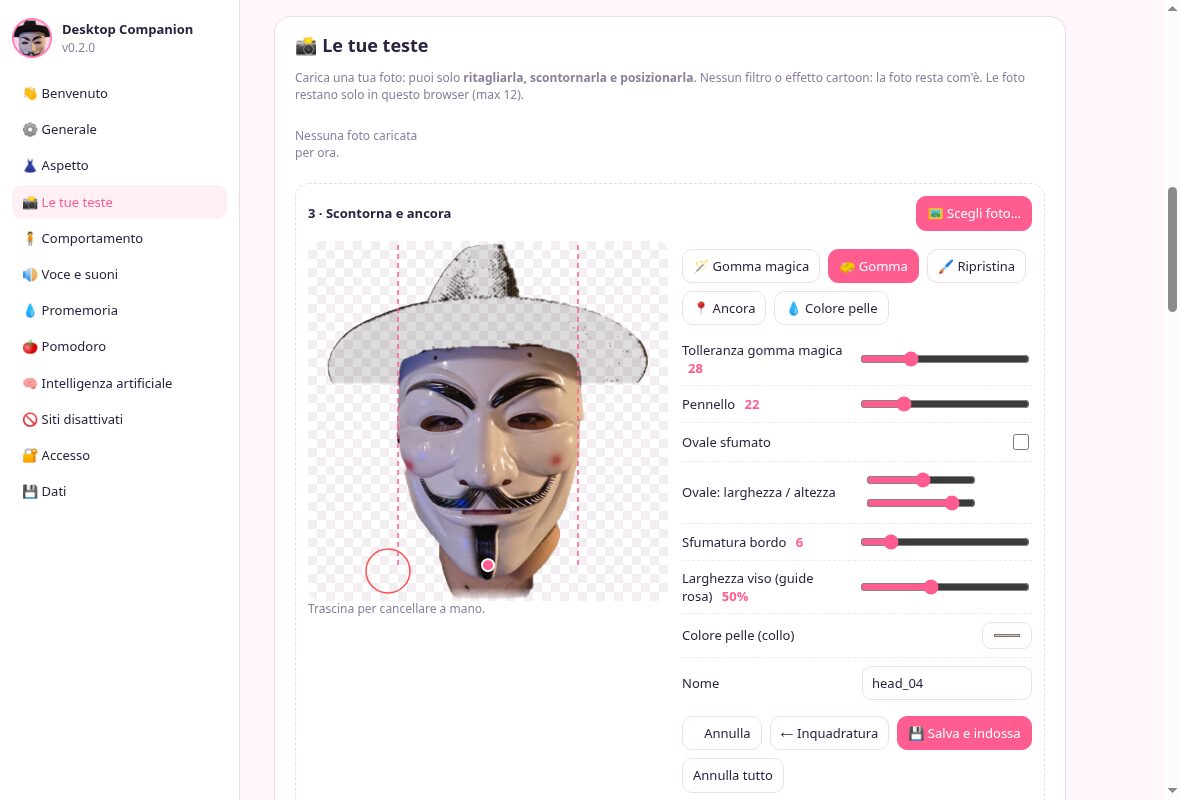 Desktop Companion
v0.2.0
👋 Benvenuto
⚙️ Generale
👗 Aspetto
📸 Le tue teste
🧍 Comportamento
🔊 Voce e suoni
💧 Promemoria
🍅 Pomodoro
🧠 Intelligenza artificiale
🚫 Siti disattivati
🔐 Accesso
💾 Dati
📸 Le tue teste
Carica una tua foto: puoi solo ritagliarla, scontornarla e posizionarla. Nessun filtro o effetto cartoon: la foto resta com'è. Le foto
restano solo in questo browser (max 12).
Nessuna foto caricata
per ora.
3 · Scontorna e ancora
🖼️ Scegli foto…
🪄 Gomma magica
🧽 Gomma
🖌️ Ripristina
📍 Ancora
💧 Colore pelle
Tolleranza gomma magica
28
Pennello 22
Ovale sfumato
Ovale: larghezza / altezza
Sfumatura bordo 6
Larghezza viso (guide
rosa) 50%
Colore pelle (collo)
Nome
head_04
Annulla
← Inquadratura
💾 Salva e indossa
Annulla tutto
Trascina per cancellare a mano.